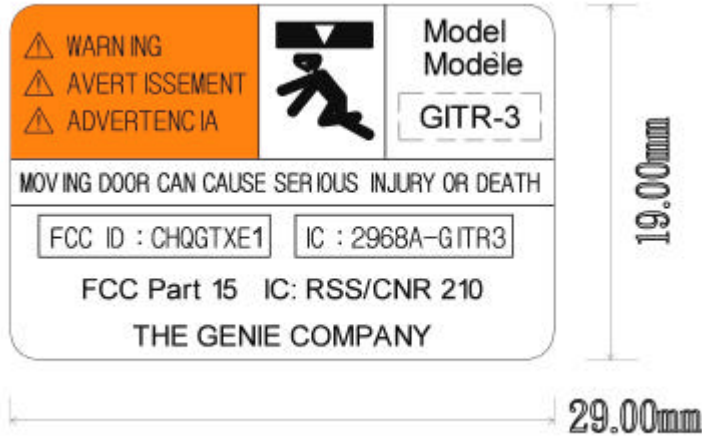 ⚠ WARNING
⚠ AVERTISSEMENT
⚠ ADVERTENCIA
Model
Modèle
GITR-3
MOVING DOOR CAN CAUSE SERIOUS INJURY OR DEATH
FCC ID : CHQGTXE1
IC : 2968A-GITR3
FCC Part 15 IC: RSS/CNR 210
THE GENIE COMPANY
19.00mm
29.00mm